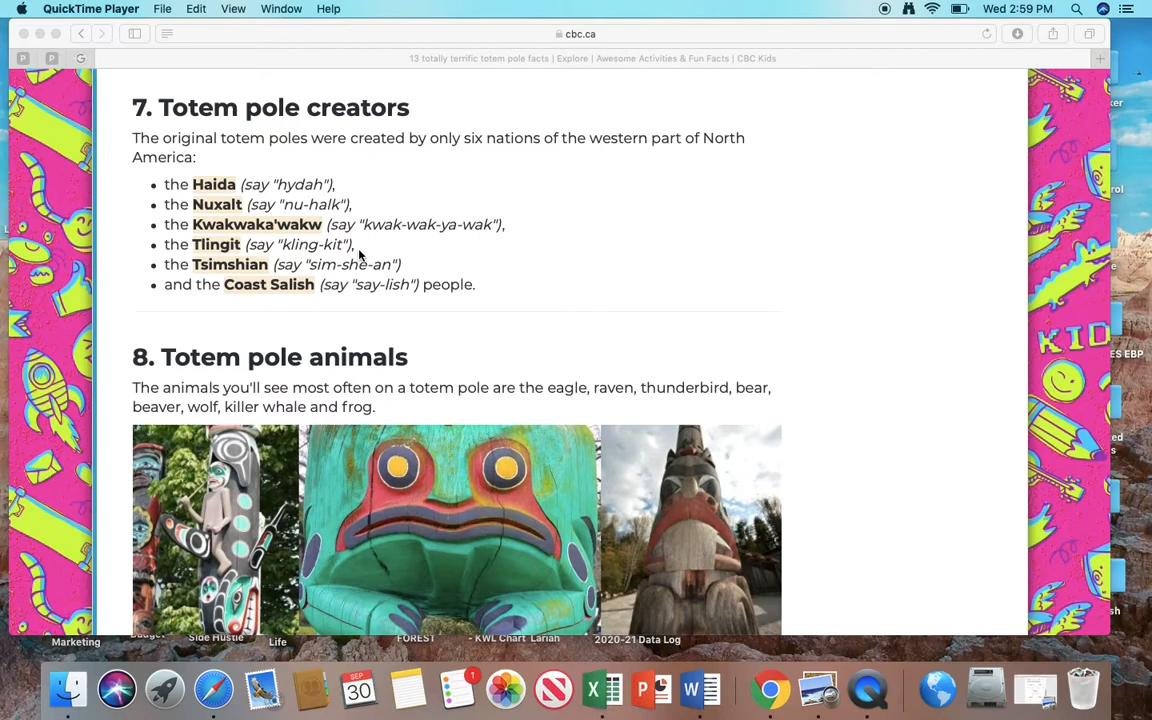 QuickTime Player File Edit View Window Help Wed 2:59 PM
cbc.ca
P P G 13 totally terrific totem pole facts | Explore | Awesome Activities & Fun Facts | CBC Kids
7. Totem pole creators
The original totem poles were created by only six nations of the western part of North
America:
• the Haida (say "hydah"),
• the Nuxalt (say "nu-halk"),
• the Kwakwaka'wakw (say "kwak-wak-ya-wak"),
• the Tlingit (say "kling-kit"),
• the Tsimshian (say "sim-she-an")
• and the Coast Salish (say "say-lish") people.
8. Totem pole animals
The animals you'll see most often on a totem pole are the eagle, raven, thunderbird, bear,
beaver, wolf, killer whale and frog.
KID
ES EBP
Marketing Budget Side Hustle Life FOREST - KWL Chart Lariah 2020-21 Data Log
SEP
30
1